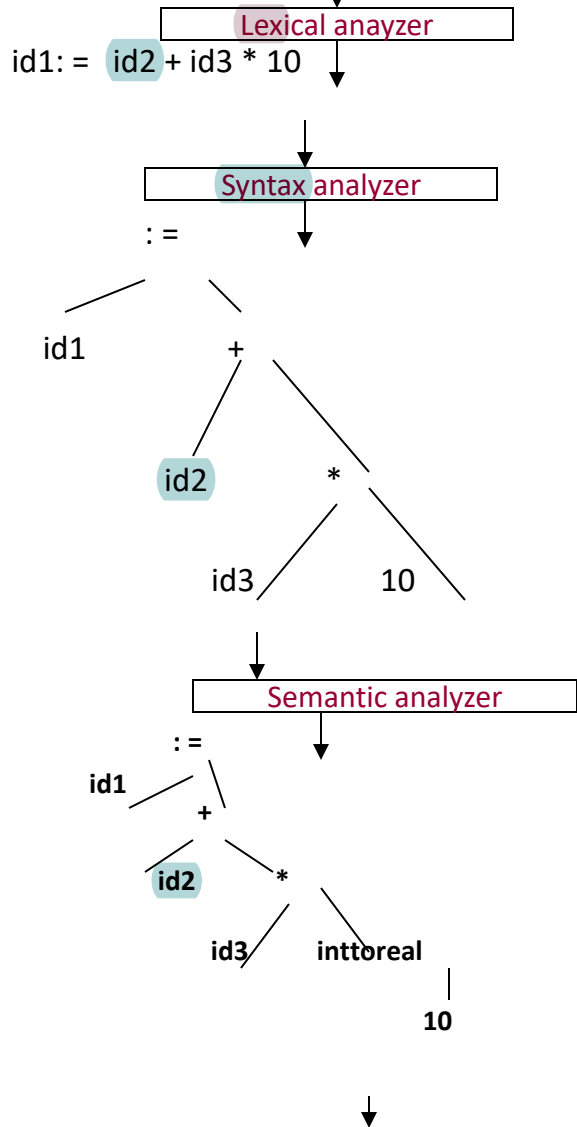 Lexical anayzer
id1: = id2 + id3 * 10
Syntax analyzer
: =
id1 +
id2 *
id3 10
Semantic analyzer
: =
id1
+
id2 *
id3 inttoreal
10